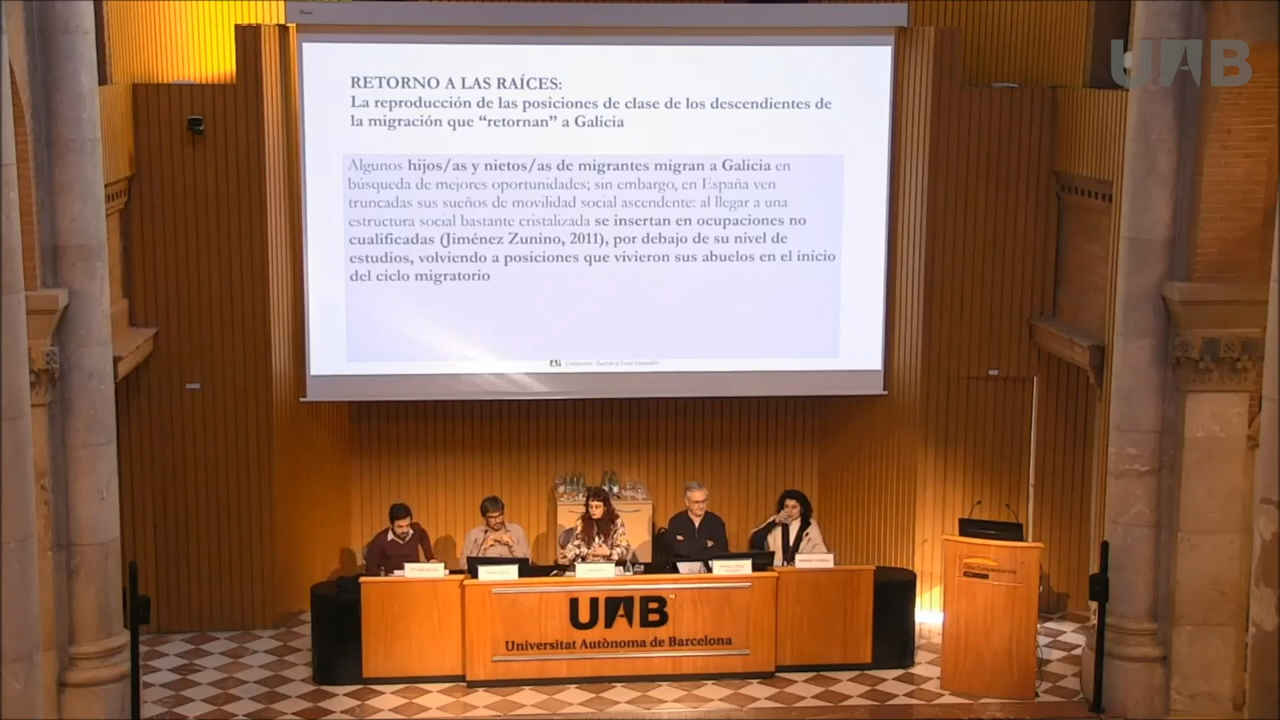 UAB
RETORNO A LAS RAÍCES:
La reproducción de las posiciones de clase de los descendientes de
la migración que “retornan” a Galicia
Algunos hijos/as y nietos/as de migrantes migran a Galicia en
búsqueda de mejores oportunidades; sin embargo, en España ven
truncadas sus sueños de movilidad social ascendente: al llegar a una
estructura social bastante cristalizada se insertan en ocupaciones no
cualificadas (Jiménez Zunino, 2011), por debajo de su nivel de
estudios, volviendo a posiciones que vivieron sus abuelos en el inicio
del ciclo migratorio
UAB
Universitat Autònoma de Barcelona